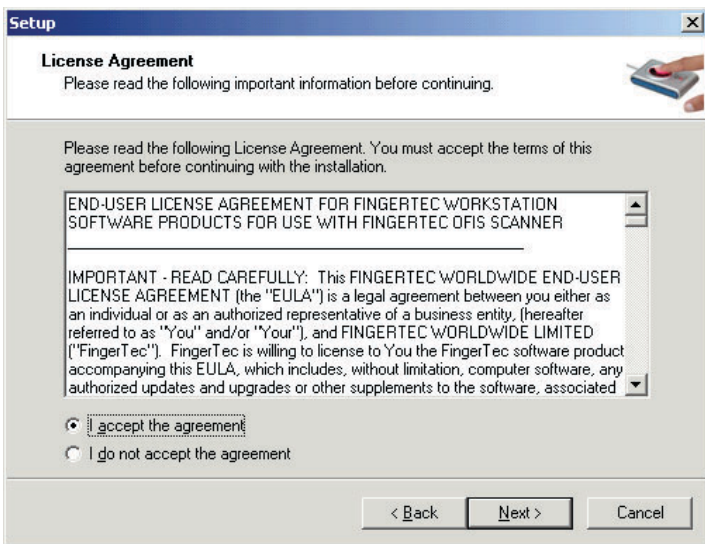 Setup
License Agreement
Please read the following important information before continuing.
Please read the following License Agreement. You must accept the terms of this
agreement before continuing with the installation.
END-USER LICENSE AGREEMENT FOR FINGERTEC WORKSTATION
SOFTWARE PRODUCTS FOR USE WITH FINGERTEC OFIS SCANNER
IMPORTANT - READ CAREFULLY: This FINGERTEC WORLDWIDE END-USER
LICENSE AGREEMENT (the "EULA") is a legal agreement between you either as
an individual or as an authorized representative of a business entity, (hereafter
referred to as "You" and/or "Your"), and FINGERTEC WORLDWIDE LIMITED
("FingerTec"). FingerTec is willing to license to You the FingerTec software product
accompanying this EULA, which includes, without limitation, computer software, any
authorized updates and upgrades or other supplements to the software, associated
I accept the agreement
I do not accept the agreement
< Back Next > Cancel